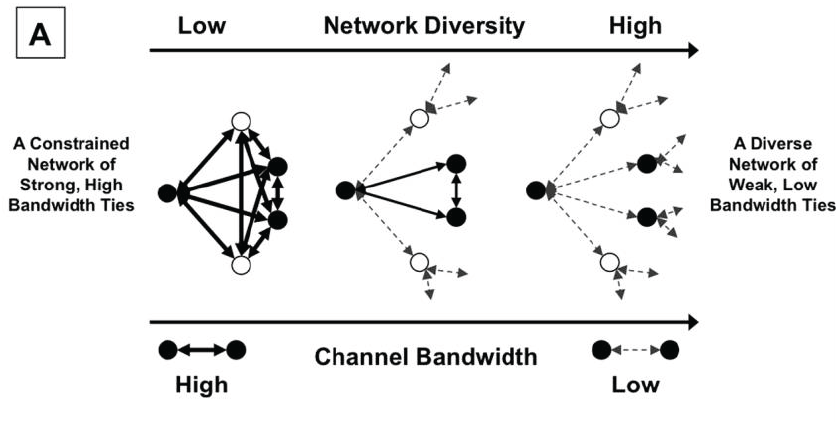 A
Low
Network Diversity
High
A Constrained
Network of
Strong, High
Bandwidth Ties
A Diverse
Network of
Weak, Low
Bandwidth Ties
Channel Bandwidth
High
Low